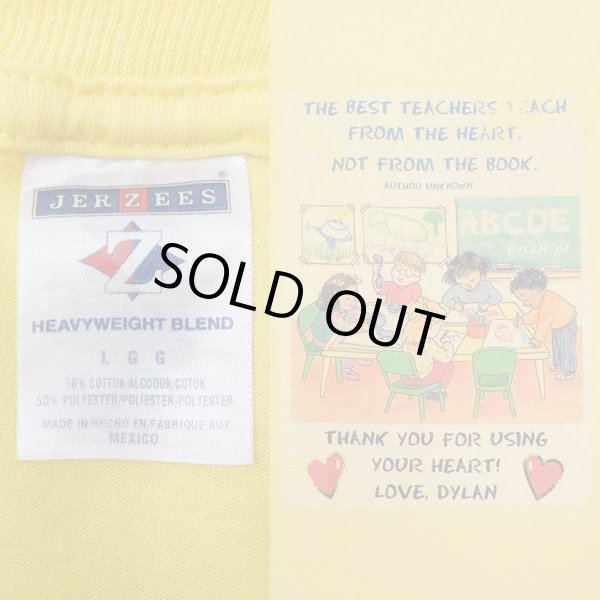 JERZEES®
Z
HEAVYWEIGHT BLEND
L G G
50% COTTON/ALGODON/COTON
50% POLYESTER/POLIESTER/POLYESTER
MADE IN/HECHO EN/FABRIQUE AUX
MEXICO
THE BEST TEACHERS TEACH
FROM THE HEART,
NOT FROM THE BOOK.
AUTHOR UNKNOWN
ABCDE
DYLAN '07
THANK YOU FOR USING
YOUR HEART!
LOVE, DYLAN
SOLD OUT